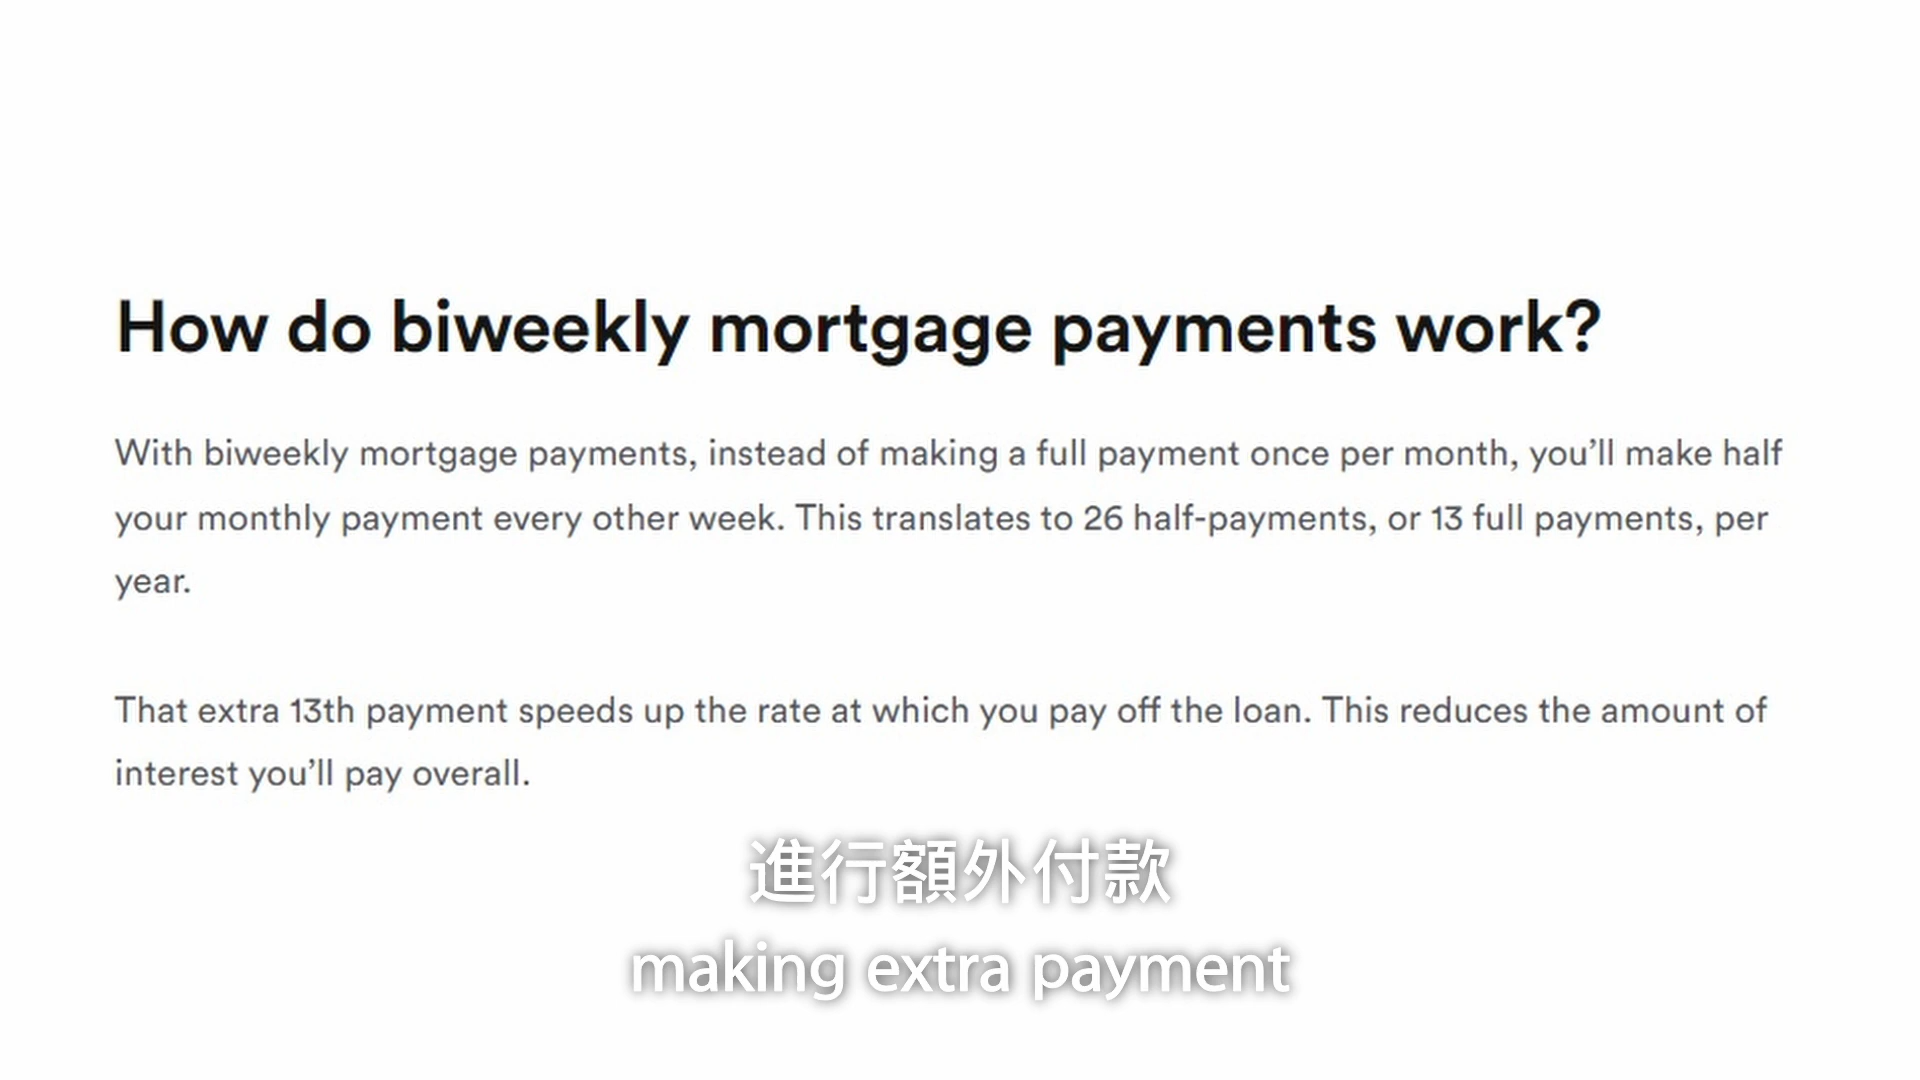 How do biweekly mortgage payments work?
With biweekly mortgage payments, instead of making a full payment once per month, you’ll make half
your monthly payment every other week. This translates to 26 half-payments, or 13 full payments, per
year.
That extra 13th payment speeds up the rate at which you pay off the loan. This reduces the amount of
interest you’ll pay overall.
進行額外付款
making extra payment